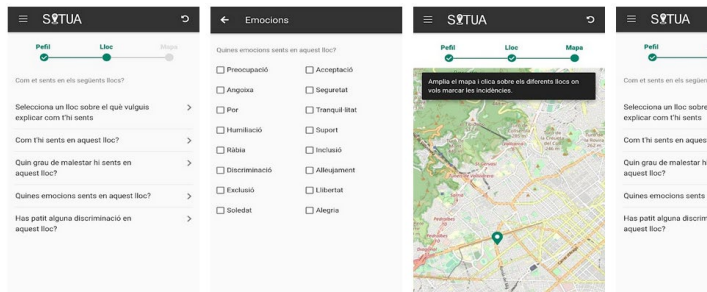 SITUA
Pefil Lloc Mapa
Com et sents en els següents llocs?
Selecciona un lloc sobre el què vulguis
explicar com t'hi sents
Com t'hi sents en aquest lloc?
Quin grau de malestar hi sents en
aquest lloc?
Quines emocions sents en aquest lloc?
Has patit alguna discriminació en
aquest lloc?
Emocions
Quines emocions sents en aquest lloc?
Preocupació Acceptació
Angoixa Seguretat
Por Tranquil·litat
Humiliació Suport
Ràbia Inclusió
Discriminació Alleujament
Exclusió Llibertat
Soledat Alegria
SITUA
Pefil Lloc Mapa
Amplia el mapa i clica sobre els diferents llocs on
vols marcar les incidències.
Pedralbes
SITUA
Pefil
Com et sents en els següen
Selecciona un lloc sobre
explicar com t'hi sents
Com t'hi sents en aques
Quin grau de malestar hi
aquest lloc?
Quines emocions sents
Has patit alguna discrim
aquest lloc?